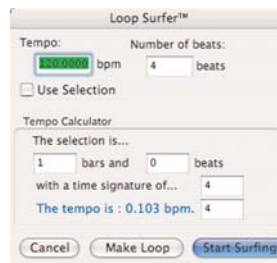 Loop Surfer™
Tempo: Number of beats:
120.0000 bpm 4 beats
Use Selection
Tempo Calculator
The selection is...
1 bars and 0 beats
with a time signature of... 4
The tempo is : 0.103 bpm. 4
Cancel Make Loop Start Surfing